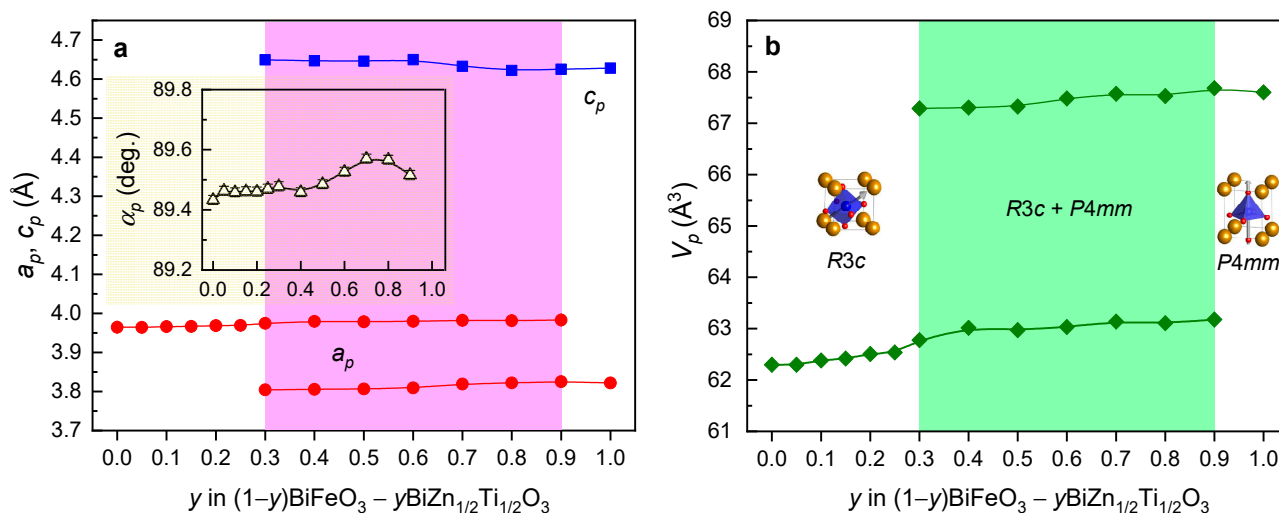 a
4.7
4.6
4.5
4.4
4.3
4.2
4.1
4.0
3.9
3.8
3.7
a_p, c_p (Å)
c_p
a_p
89.8
89.6
89.4
89.2
α_p (deg.)
0.0 0.2 0.4 0.6 0.8 1.0
0.0 0.1 0.2 0.3 0.4 0.5 0.6 0.7 0.8 0.9 1.0
y in (1−y)BiFeO₃ − yBiZn₁/₂Ti₁/₂O₃
b
69
68
67
66
65
64
63
62
61
V_p (Å³)
R3c + P4mm
R3c
P4mm
0.0 0.1 0.2 0.3 0.4 0.5 0.6 0.7 0.8 0.9 1.0
y in (1−y)BiFeO₃ − yBiZn₁/₂Ti₁/₂O₃